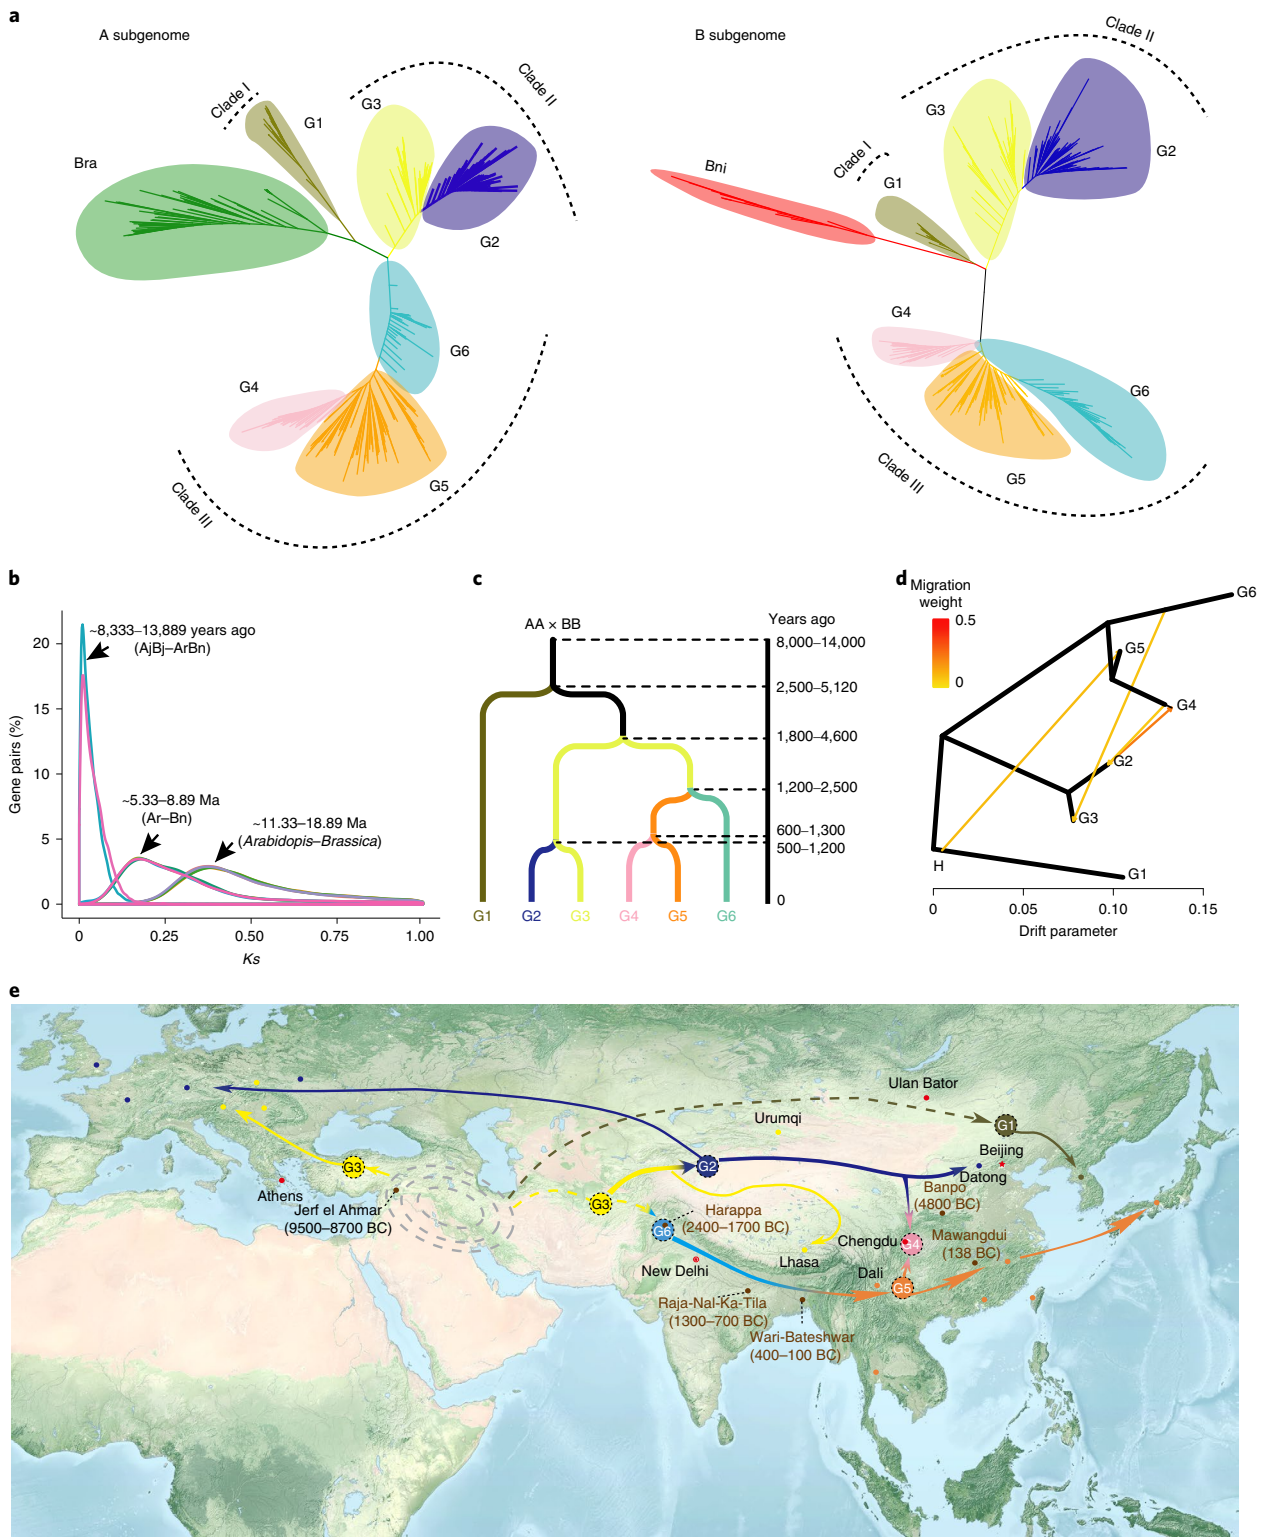 a
A subgenome
B subgenome
Clade I
G1
G3
Clade II
Bra
G2
G6
G4
G5
Clade III
Clade II
G3
G2
Clade I
Bni
G1
G4
G6
G5
Clade III
b
Gene pairs (%)
20
15
10
5
0
~8,333–13,889 years ago
(AjBj–ArBn)
~5.33–8.89 Ma
(Ar–Bn)
~11.33–18.89 Ma
(Arabidopis–Brassica)
0
0.25
0.50
0.75
1.00
Ks
c
AA × BB
Years ago
8,000–14,000
2,500–5,120
1,800–4,600
1,200–2,500
600–1,300
500–1,200
0
G1
G2
G3
G4
G5
G6
d
Migration
weight
0.5
0
G6
G5
G4
G2
G3
H
G1
0
0.05
0.10
0.15
Drift parameter
e
Ulan Bator
Urumqi
G1
Beijing
G3
G2
Datong
Athens
Jerf el Ahmar
(9500–8700 BC)
G3
Banpo
(4800 BC)
Harappa
(2400–1700 BC)
G6
Chengdu
G4
Mawangdui
(138 BC)
New Delhi
Lhasa
Dali
G5
Raja-Nal-Ka-Tila
(1300–700 BC)
Wari-Bateshwar
(400–100 BC)